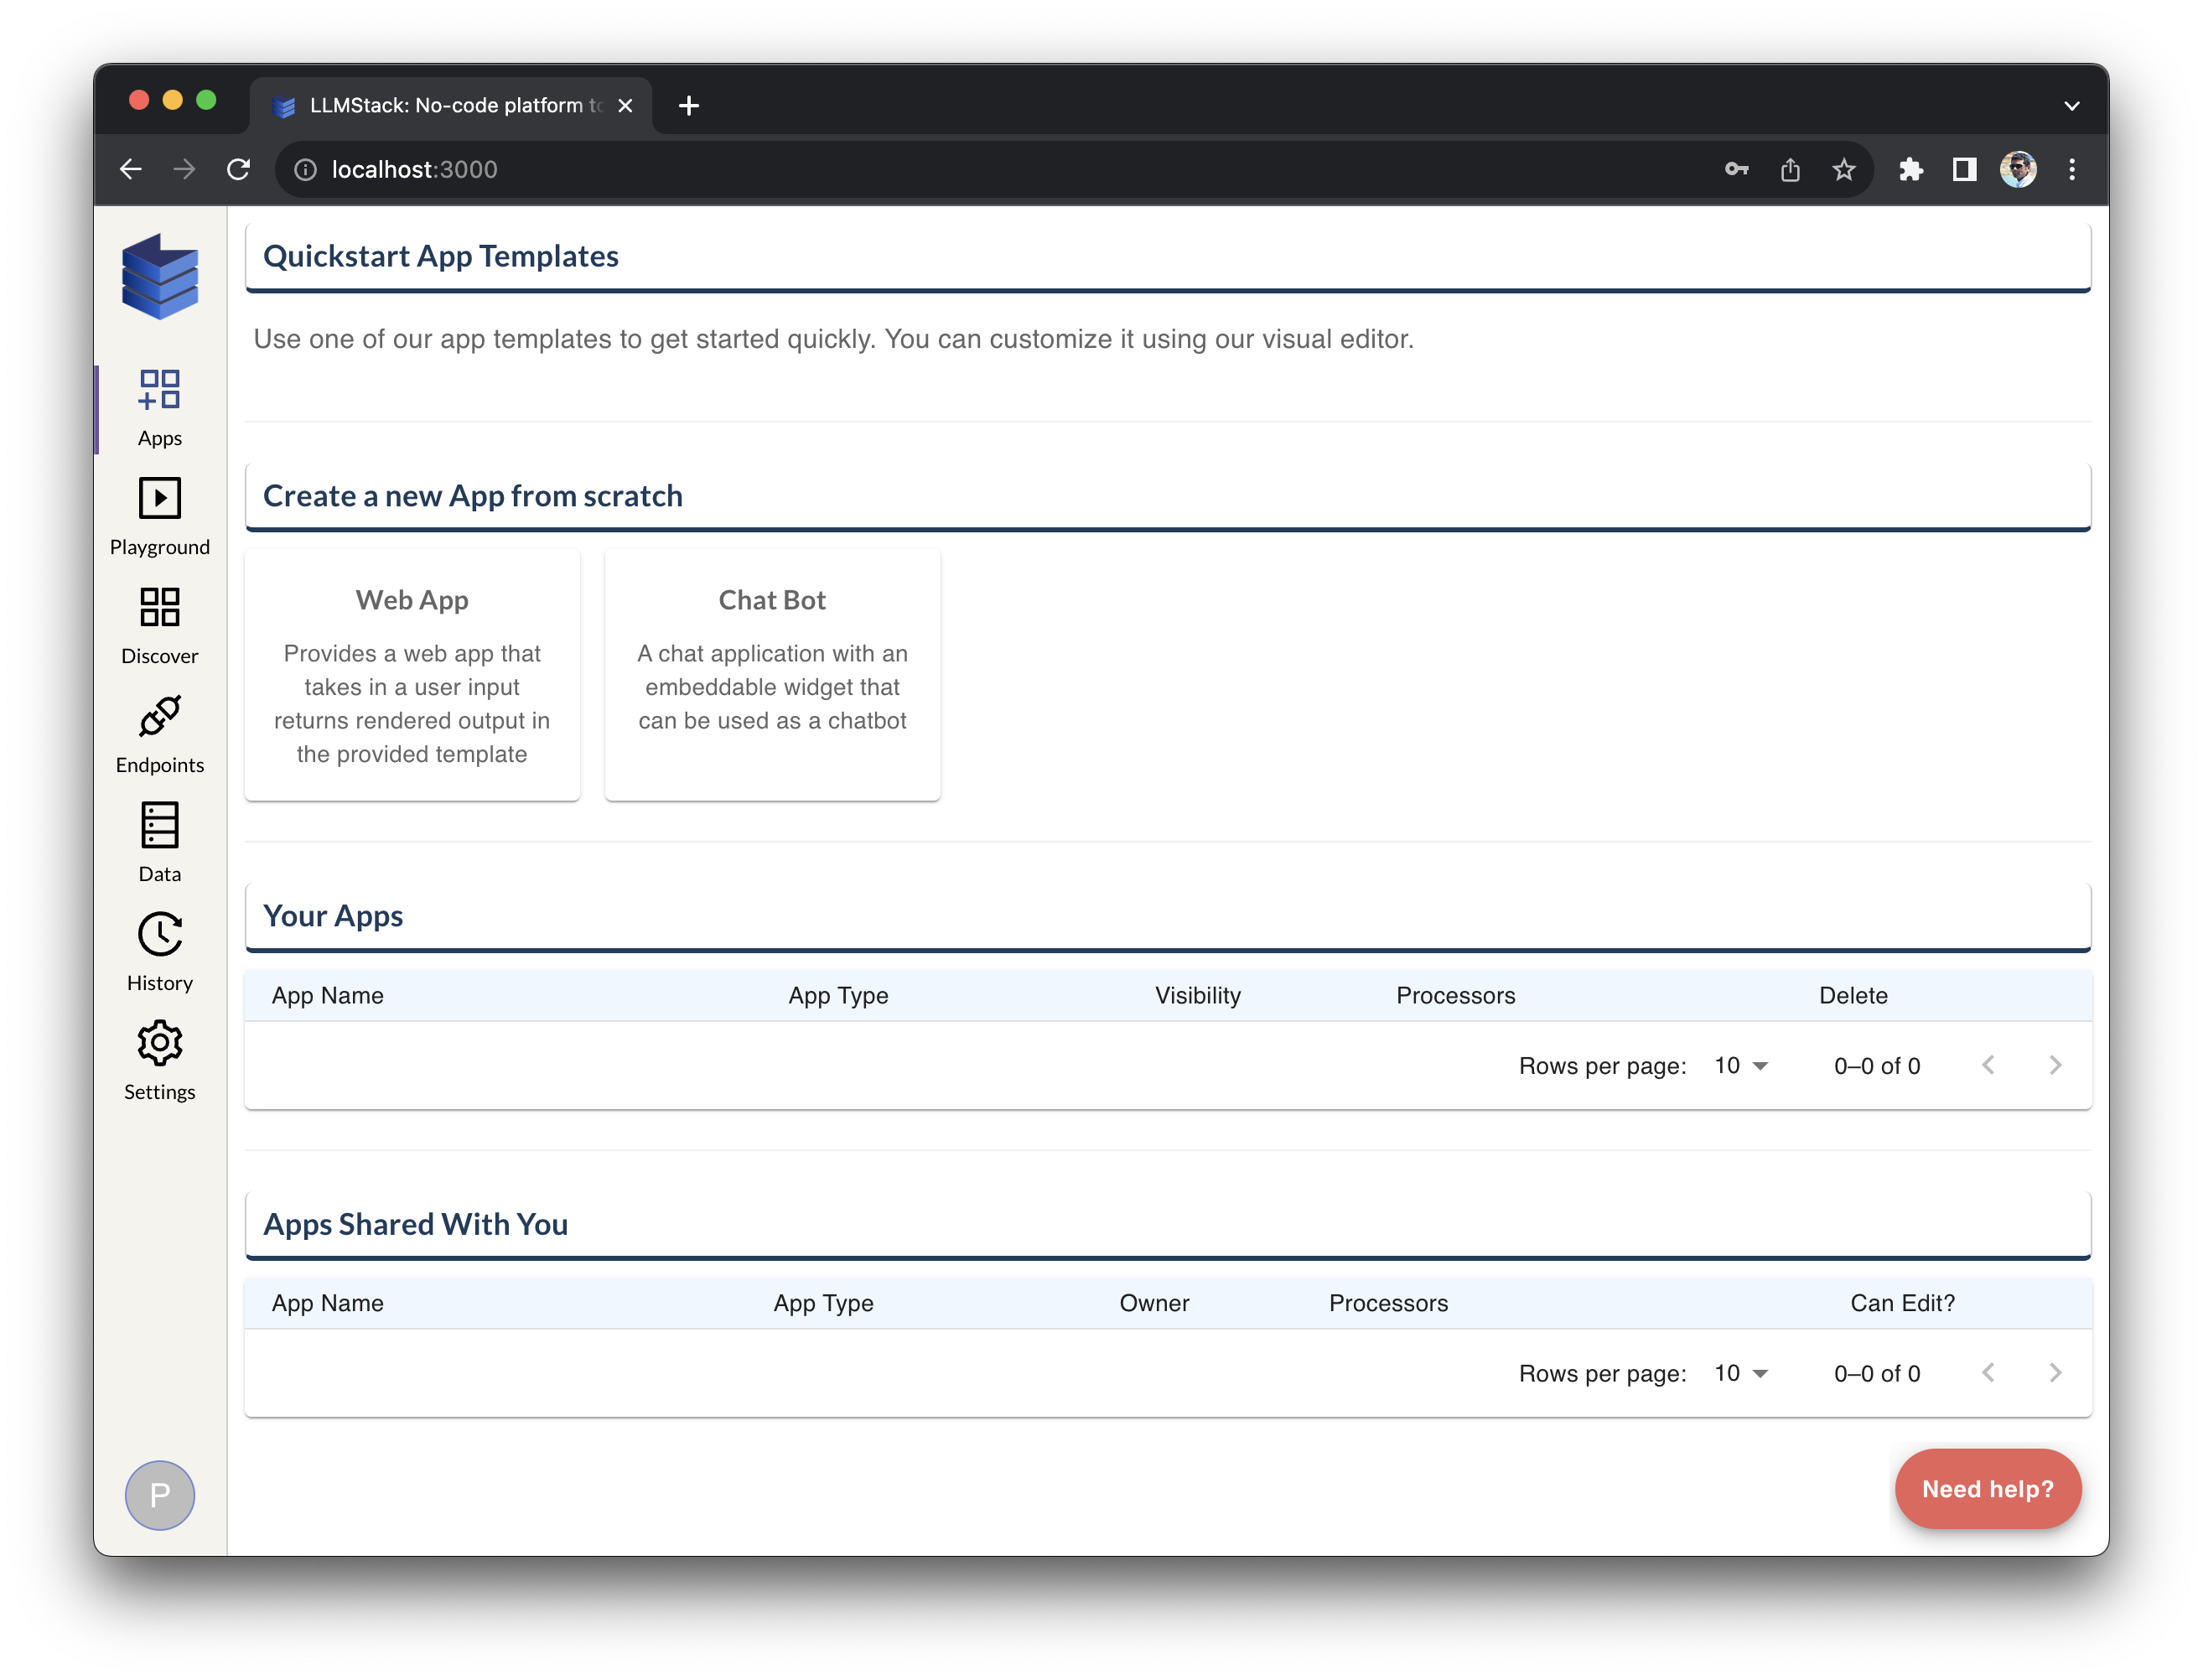 LLMStack: No-code platform to
localhost:3000
Quickstart App Templates
Use one of our app templates to get started quickly. You can customize it using our visual editor.
Apps
Create a new App from scratch
Playground
Web App
Provides a web app that
takes in a user input
returns rendered output in
the provided template
Chat Bot
A chat application with an
embeddable widget that
can be used as a chatbot
Discover
Endpoints
Data
History
Settings
Your Apps
App Name App Type Visibility Processors Delete
Rows per page: 10 0–0 of 0
Apps Shared With You
App Name App Type Owner Processors Can Edit?
Rows per page: 10 0–0 of 0
P
Need help?